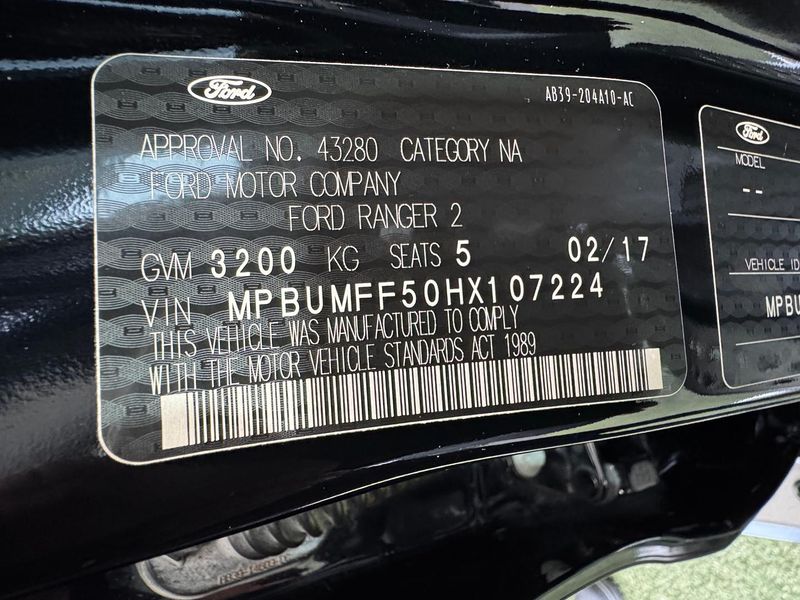 Ford
AB39-204A10-AC
APPROVAL NO. 43280 CATEGORY NA
FORD MOTOR COMPANY
FORD RANGER 2
GVM 3200 KG SEATS 5 02/17
VIN MPBUMFF50HX107224
THIS VEHICLE WAS MANUFACTURED TO COMPLY
WITH THE MOTOR VEHICLE STANDARDS ACT 1989
Ford
MODEL
--
VEHICLE ID
MPBU